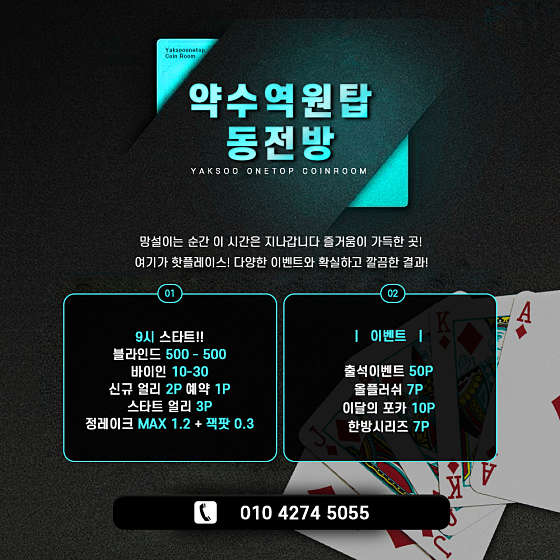 Yaksoonetop
Coin Room
약수역원탑
동전방
YAKSOO ONETOP COINROOM
망설이는 순간 이 시간은 지나갑니다 즐거움이 가득한 곳!
여기가 핫플레이스! 다양한 이벤트와 확실하고 깔끔한 결과!
01
9시 스타트!!
블라인드 500 - 500
바이인 10-30
신규 얼리 2P 예약 1P
스타트 얼리 3P
정레이크 MAX 1.2 + 잭팟 0.3
02
| 이벤트 |
출석이벤트 50P
올플러쉬 7P
이달의 포카 10P
한방시리즈 7P
J
Q
K
K
A
010 4274 5055